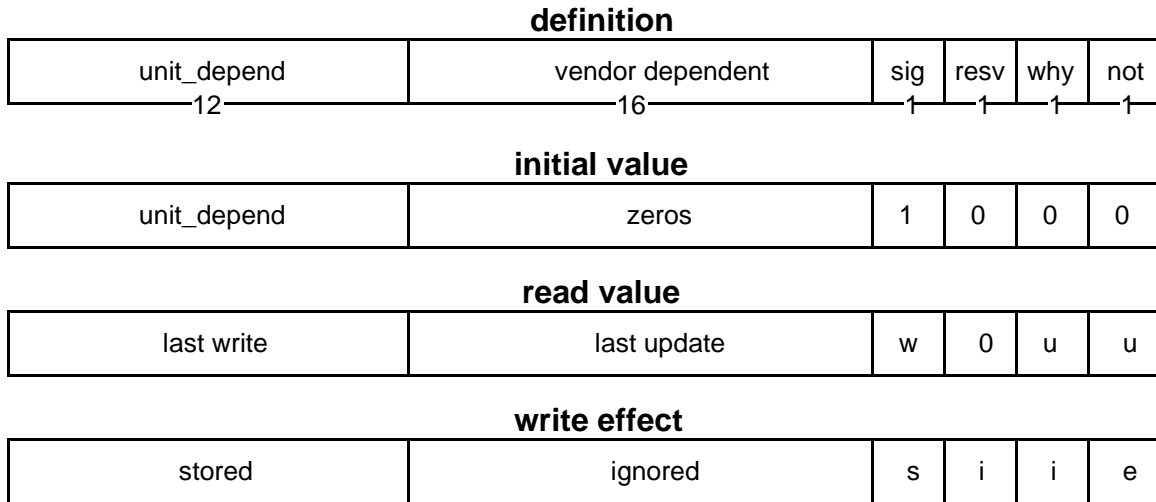 definition
unit_depend vendor dependent sig resv why not
12 16 1 1 1 1
initial value
unit_depend zeros 1 0 0 0
read value
last write last update w 0 u u
write effect
stored ignored s i i e